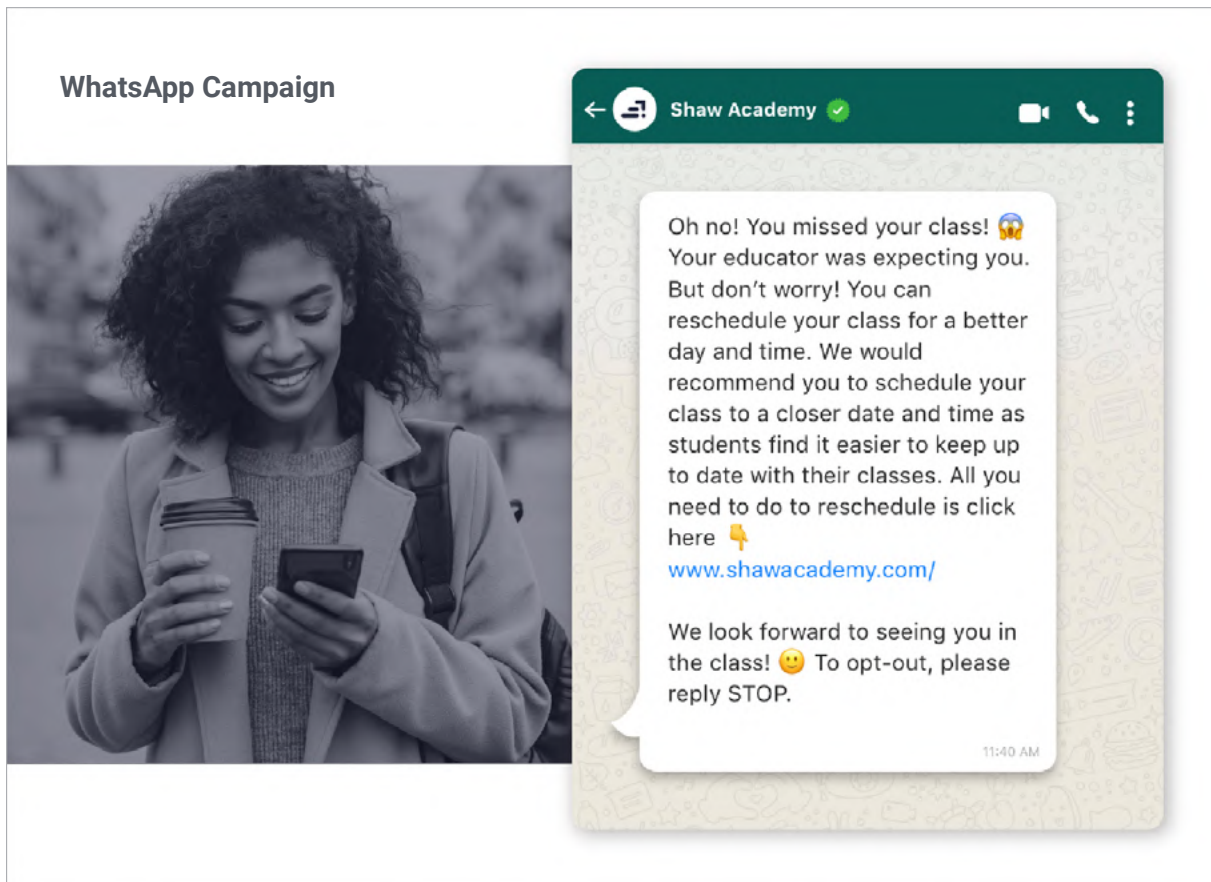 WhatsApp Campaign
Shaw Academy
Oh no! You missed your class! 😱
Your educator was expecting you.
But don’t worry! You can
reschedule your class for a better
day and time. We would
recommend you to schedule your
class to a closer date and time as
students find it easier to keep up
to date with their classes. All you
need to do to reschedule is click
here 👇
www.shawacademy.com/
We look forward to seeing you in
the class! 🙂 To opt-out, please
reply STOP.
11:40 AM